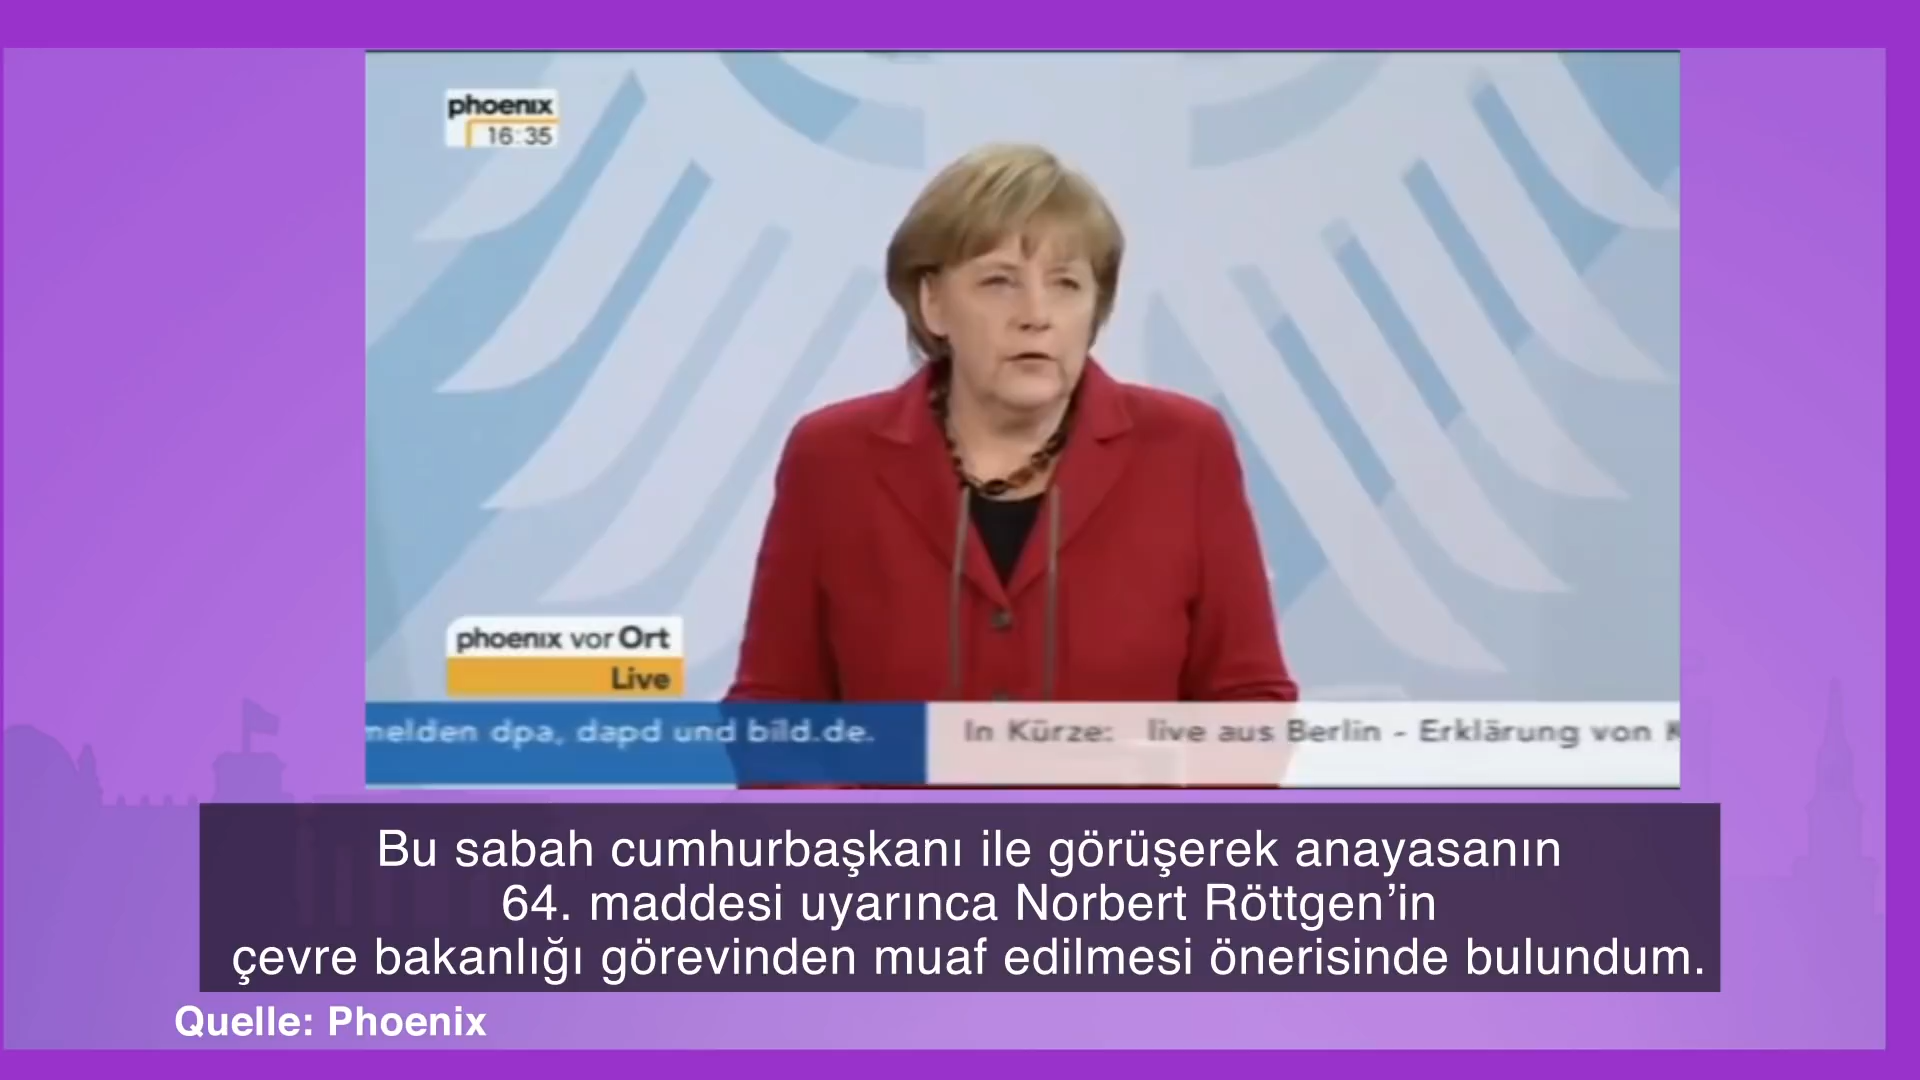 phoenix
16:35
phoenix vor Ort
Live
melden dpa, dapd und bild.de.
In Kürze: live aus Berlin - Erklärung von
Bu sabah cumhurbaşkanı ile görüşerek anayasanın
64. maddesi uyarınca Norbert Röttgen’in
çevre bakanlığı görevinden muaf edilmesi önerisinde bulundum.
Quelle: Phoenix